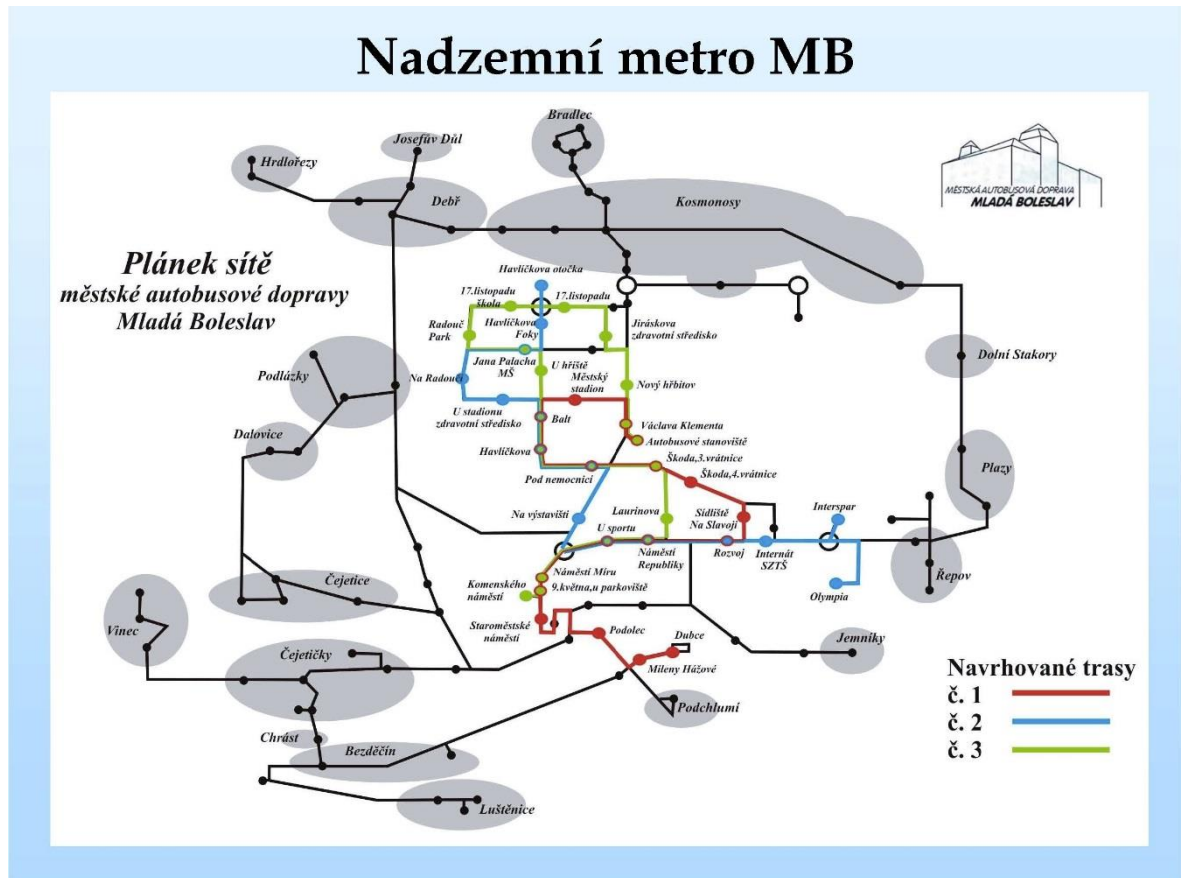 Nadzemní metro MB
Bradlec
Josefův Důl
Hrdlořezy
MĚSTSKÁ AUTOBUSOVÁ DOPRAVA
MLADÁ BOLESLAV
Debř
Kosmonosy
Plánek sítě
městské autobusové dopravy
Mladá Boleslav
Havlíčkova otočka
17.listopadu
škola
17.listopadu
Havlíčkova
Foky
Radouč
Park
Jiráskova
zdravotní středisko
Jana Palacha
MŠ
U hřiště
Městský
stadion
Dolní Stakory
Podlázky
Na Radouči
Nový hřbitov
U stadionu
zdravotní středisko
Balt
Václava Klementa
Autobusové stanoviště
Dalovice
Havlíčkova
Škoda,3.vrátnice
Škoda,4.vrátnice
Plazy
Pod nemocnicí
Na výstavišti
Laurinova
Sídliště
Na Slavoji
Interspar
U sportu
Náměstí
Republiky
Rozvoj
Internát
SZTŠ
Řepov
Čejetice
Náměstí Míru
Komenského
náměstí
9.května,u parkoviště
Olympia
Vinec
Staroměstské
náměstí
Podolec
Dubce
Jemníky
Čejetičky
Mileny Hážové
Navrhované trasy
č. 1
č. 2
č. 3
Podchlumí
Chrást
Bezděčín
Luštěnice